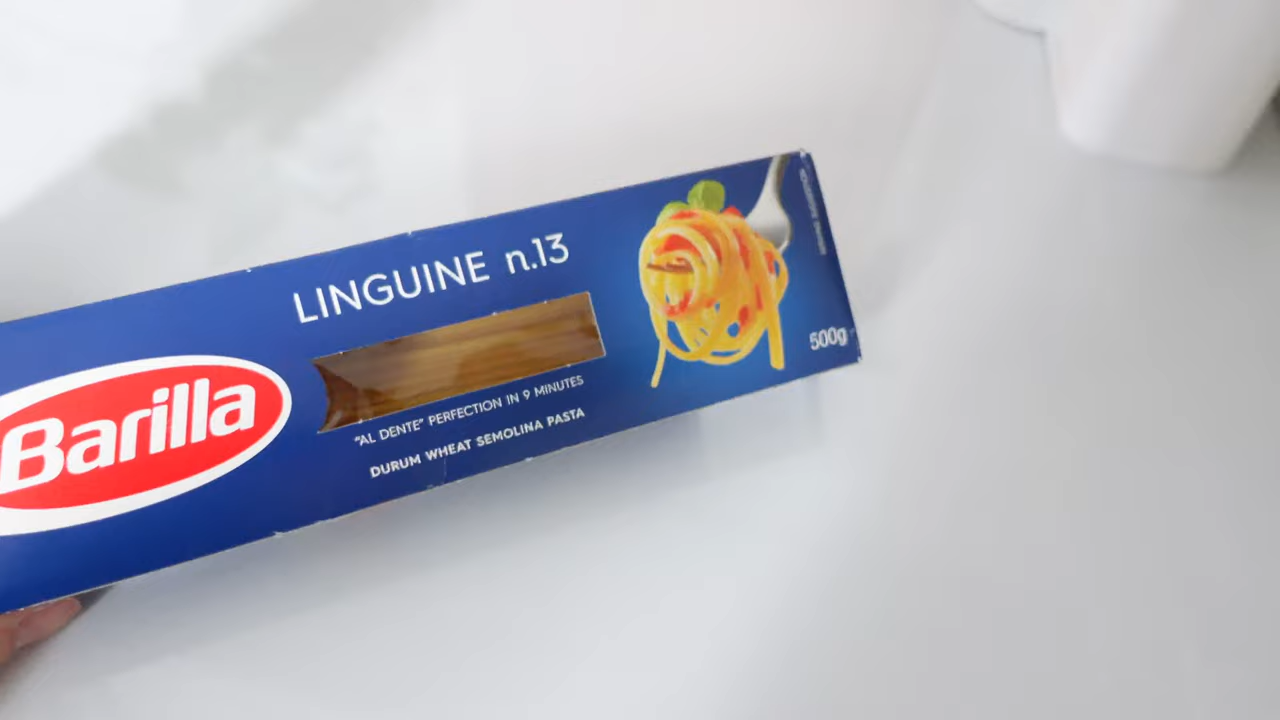 LINGUINE n.13
Barilla
"AL DENTE" PERFECTION IN 9 MINUTES
DURUM WHEAT SEMOLINA PASTA
500g